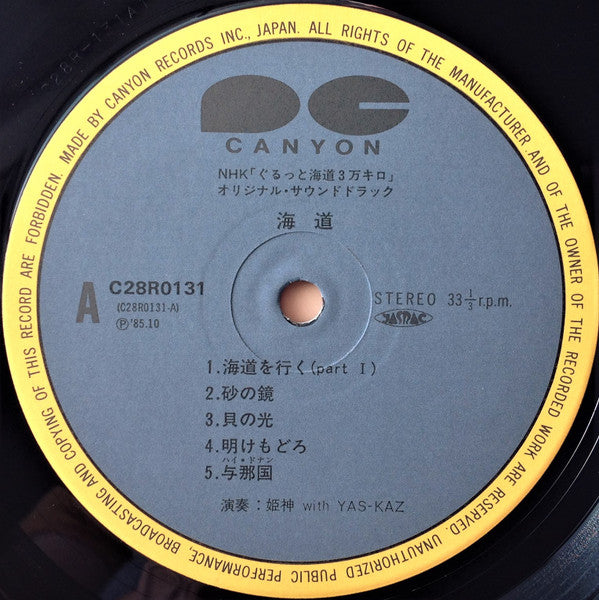 MADE BY CANYON RECORDS INC., JAPAN. ALL RIGHTS OF THE MANUFACTURER AND OF THE OWNER OF THE RECORDED WORK ARE RESERVED. UNAUTHORIZED PUBLIC PERFORMANCE, BROADCASTING AND COPYING OF THIS RECORD ARE FORBIDDEN.
CANYON
NHK「ぐるっと海道3万キロ」
オリジナル・サウンドドラック
海道
A
C28R0131
(C28R0131-A)
Ⓟ'85.10
STEREO 33 1/3 r.p.m.
JASRAC
1.海道を行く(part I)
2.砂の鏡
3.貝の光
4.明けもどろ
ハイ・ドナン
5.与那国
演奏:姫神 with YAS-KAZ